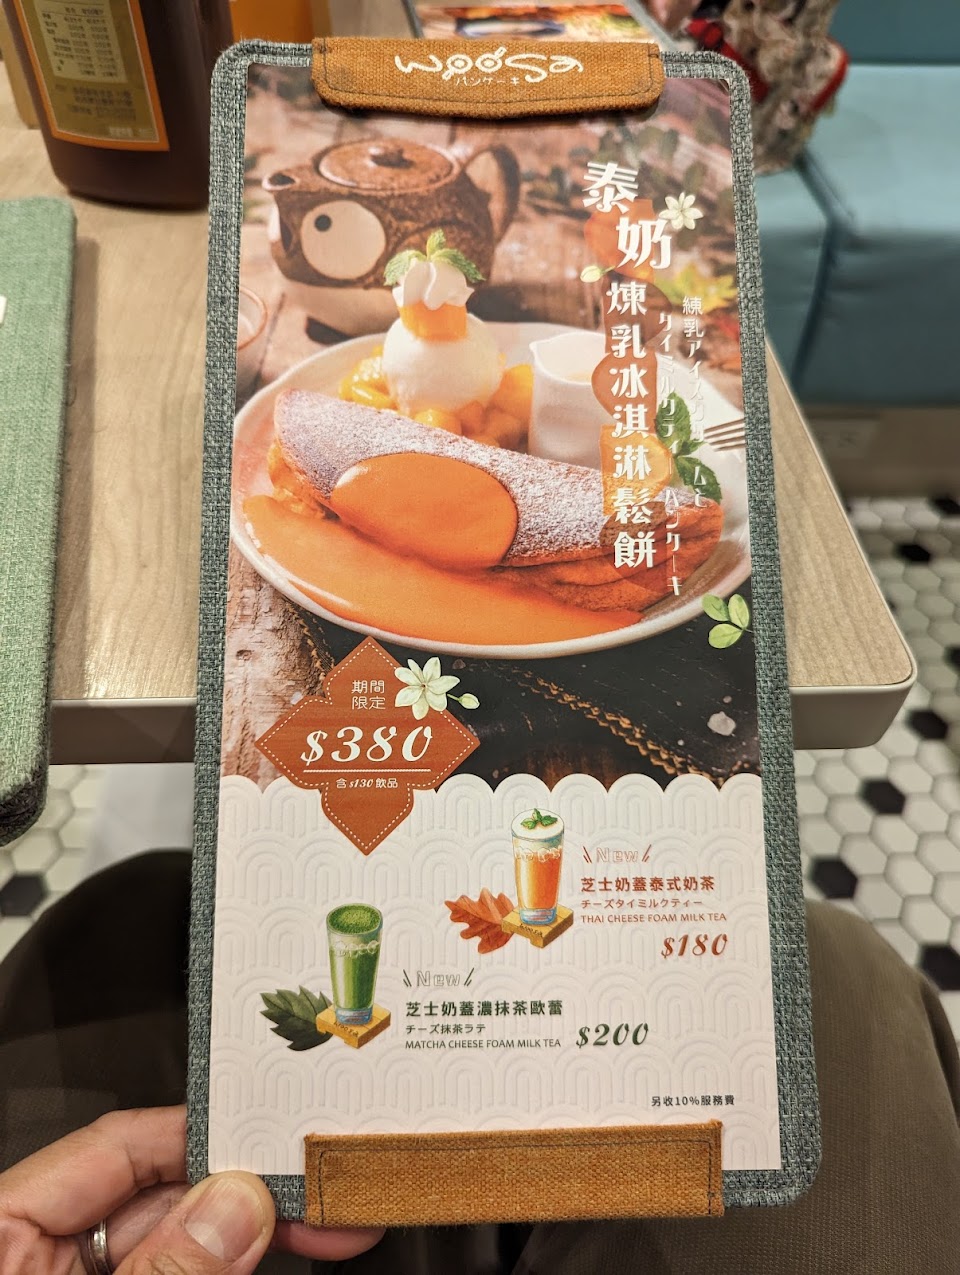 woosa
パンケーキ
泰奶
煉乳冰淇淋鬆餅
練乳アイスクリームと
タイミルクティーパンケーキ
期間
限定
$380
含$130飲品
New
芝士奶蓋泰式奶茶
チーズタイミルクティー
THAI CHEESE FOAM MILK TEA
$180
New
芝士奶蓋濃抹茶歐蕾
チーズ抹茶ラテ
MATCHA CHEESE FOAM MILK TEA
$200
另收10%服務費